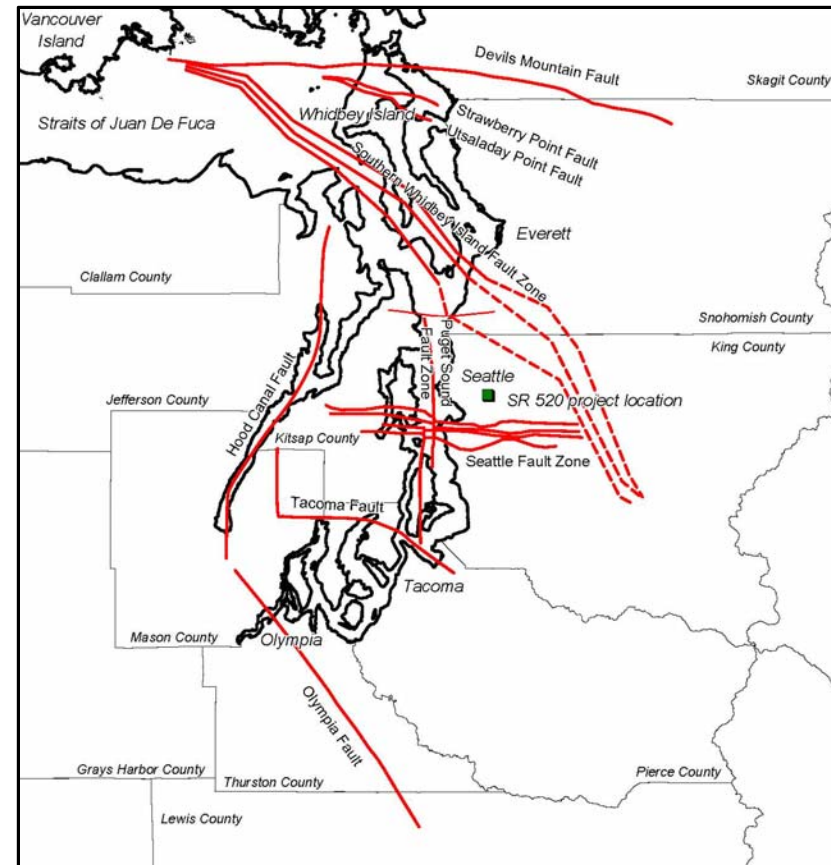 Vancouver
Island
Devils Mountain Fault
Skagit County
Straits of Juan De Fuca
Whidbey Island
Strawberry Point Fault
Utsaladay Point Fault
Southern Whidbey Island Fault Zone
Everett
Clallam County
Snohomish County
King County
Puget Sound
Fault Zone
Hood Canal Fault
Seattle
SR 520 project location
Jefferson County
Kitsap County
Seattle Fault Zone
Tacoma Fault
Tacoma
Mason County
Olympia
Olympia Fault
Grays Harbor County
Thurston County
Pierce County
Lewis County